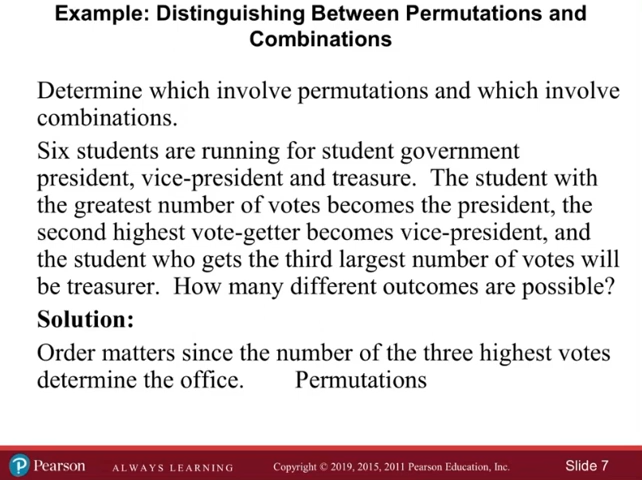 Example: Distinguishing Between Permutations and
Combinations
Determine which involve permutations and which involve
combinations.
Six students are running for student government
president, vice-president and treasure.  The student with
the greatest number of votes becomes the president, the
second highest vote-getter becomes vice-president, and
the student who gets the third largest number of votes will
be treasurer.  How many different outcomes are possible?
Solution:
Order matters since the number of the three highest votes
determine the office.        Permutations
P Pearson ALWAYS LEARNING Copyright © 2019, 2015, 2011 Pearson Education, Inc. Slide 7